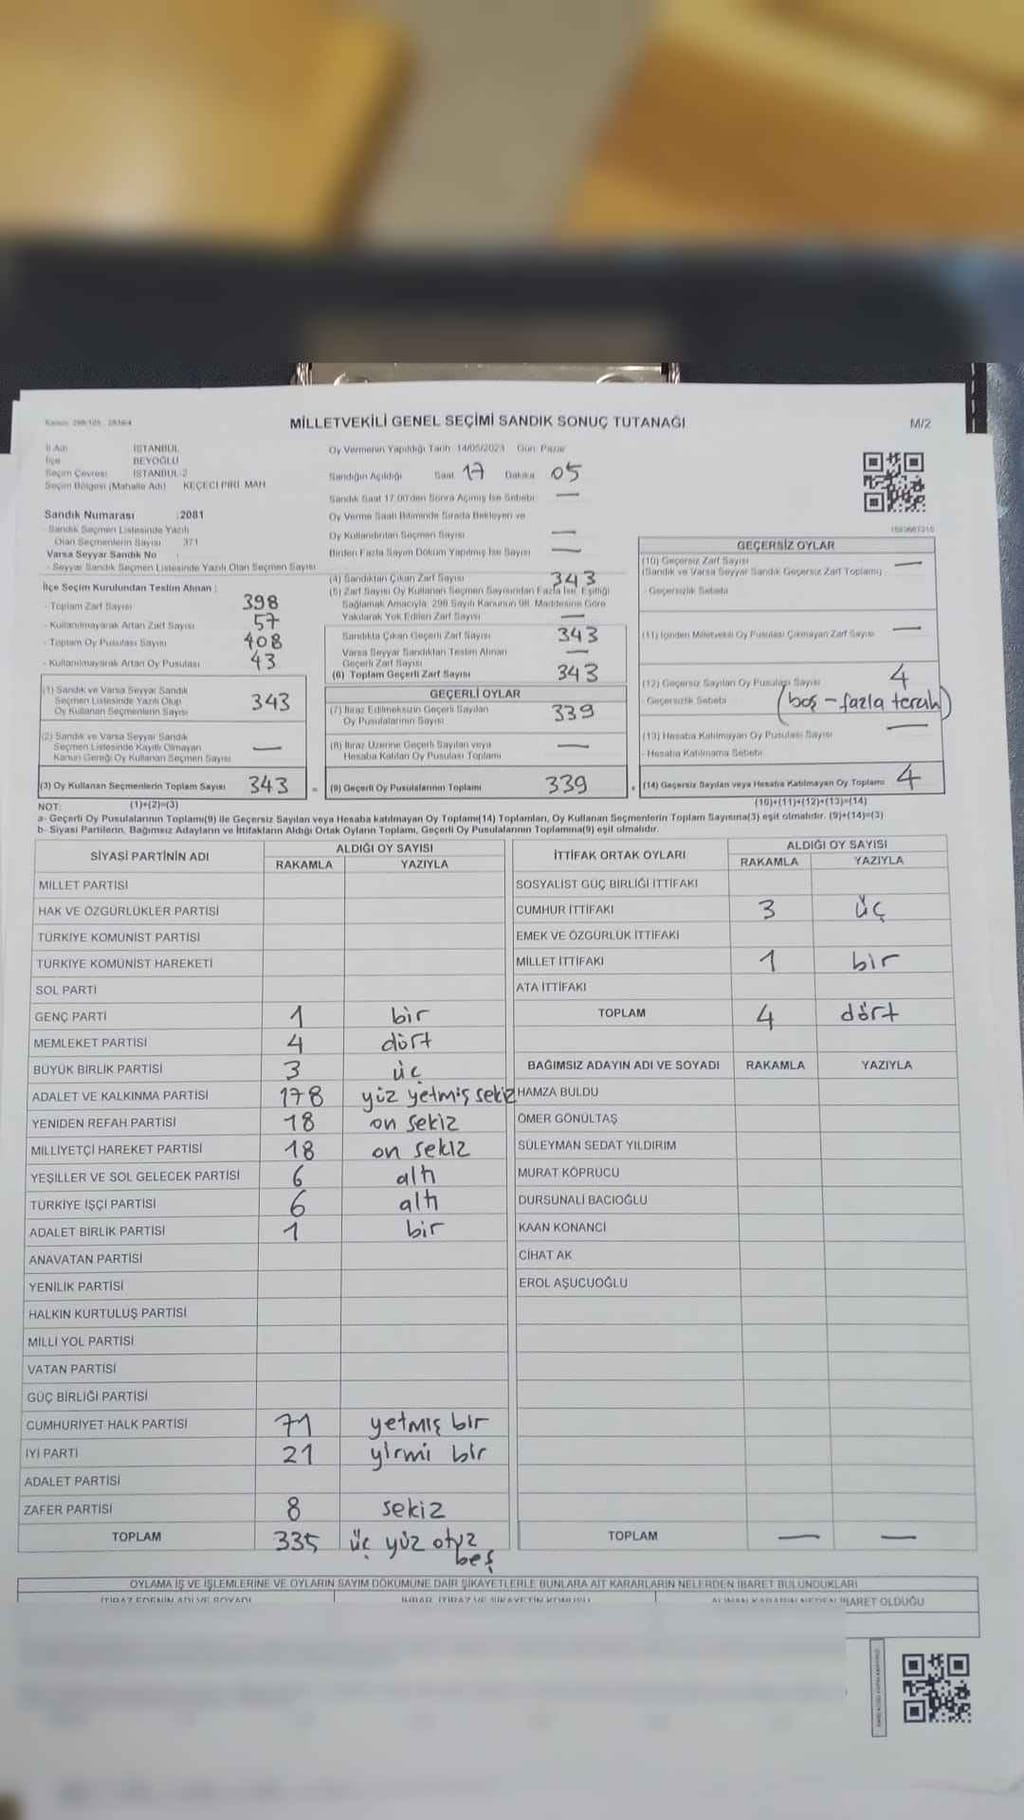 MİLLETVEKİLİ GENEL SEÇİMİ SANDIK SONUÇ TUTANAĞI
M/2
İl Adı İSTANBUL
İlçe BEYOĞLU
Seçim Çevresi İSTANBUL-2
Seçim Bölgesi (Mahalle Adı) KEÇECİ PİRİ MAH
Sandık Numarası :2081
Sandık Seçmen Listesinde Yazılı
Olan Seçmenlerin Sayısı 371
Varsa Seyyar Sandık No
- Seyyar Sandık Seçmen Listesinde Yazılı Olan Seçmen Sayısı
İlçe Seçim Kurulundan Teslim Alınan :
- Toplam Zarf Sayısı 398
- Kullanılmayarak Artan Zarf Sayısı 57
- Toplam Oy Pusulası Sayısı 408
- Kullanılmayarak Artan Oy Pusulası 43
(1) Sandık ve Varsa Seyyar Sandık
Seçmen Listesinde Yazılı Olup
Oy Kullanan Seçmenlerin Sayısı 343
(2) Sandık ve Varsa Seyyar Sandık
Seçmen Listesinde Kayıtlı Olmayan
Kanun Gereği Oy Kullanan Seçmen Sayısı —
(3) Oy Kullanan Seçmenlerin Toplam Sayısı 343
Oy Vermenin Yapıldığı Tarih 14/05/2023 Gün Pazar
Sandığın Açıldığı Saat 17 Dakika 05
Sandık Saat 17.00'den Sonra Açılmış İse Sebebi —
Oy Verme Saati Bitiminde Sırada Bekleyen ve
Oy Kullandırılan Seçmen Sayısı —
Birden Fazla Sayım Döküm Yapılmış İse Sayısı —
(4) Sandıktan Çıkan Zarf Sayısı 343
(5) Zarf Sayısı Oy Kullanan Seçmen Sayısından Fazla İse, Eşitliği
Sağlamak Amacıyla, 298 Sayılı Kanunun 98. Maddesine Göre
Yakılarak Yok Edilen Zarf Sayısı —
Sandıkta Çıkan Geçerli Zarf Sayısı 343
Varsa Seyyar Sandıktan Teslim Alınan
Geçerli Zarf Sayısı —
(6) Toplam Geçerli Zarf Sayısı 343
GEÇERLİ OYLAR
(7) İtiraz Edilmeksizin Geçerli Sayılan
Oy Pusulalarının Sayısı 339
(8) İtiraz Üzerine Geçerli Sayılan veya
Hesaba Katılan Oy Pusulası Toplamı —
= (9) Geçerli Oy Pusulalarının Toplamı 339
GEÇERSİZ OYLAR
(10) Geçersiz Zarf Sayısı —
(Sandık ve Varsa Seyyar Sandık Geçersiz Zarf Toplamı)
- Geçersizlik Sebebi
(11) İçinden Milletvekili Oy Pusulası Çıkmayan Zarf Sayısı —
(12) Geçersiz Sayılan Oy Pusulası Sayısı 4
- Geçersizlik Sebebi (boş - fazla tercih)
(13) Hesaba Katılmayan Oy Pusulası Sayısı —
- Hesaba Katılmama Sebebi
+ (14) Geçersiz Sayılan veya Hesaba Katılmayan Oy Toplamı 4
NOT: (1)+(2)=(3) (10)+(11)+(12)+(13)=(14)
a- Geçerli Oy Pusulalarının Toplamı(9) ile Geçersiz Sayılan veya Hesaba katılmayan Oy Toplamı(14) Toplamları, Oy Kullanan Seçmenlerin Toplam Sayısına(3) eşit olmalıdır. (9)+(14)=(3)
b- Siyasi Partilerin, Bağımsız Adayların ve İttifakların Aldığı Ortak Oyların Toplamı, Geçerli Oy Pusulalarının Toplamına(9) eşit olmalıdır.
SİYASİ PARTİNİN ADI ALDIĞI OY SAYISI
RAKAMLA YAZIYLA
MİLLET PARTİSİ
HAK VE ÖZGÜRLÜKLER PARTİSİ
TÜRKİYE KOMÜNİST PARTİSİ
TÜRKİYE KOMÜNİST HAREKETİ
SOL PARTİ
GENÇ PARTİ 1 bir
MEMLEKET PARTİSİ 4 dört
BÜYÜK BİRLİK PARTİSİ 3 üç
ADALET VE KALKINMA PARTİSİ 178 yüz yetmiş sekiz
YENİDEN REFAH PARTİSİ 18 on sekiz
MİLLİYETÇİ HAREKET PARTİSİ 18 on sekiz
YEŞİLLER VE SOL GELECEK PARTİSİ 6 altı
TÜRKİYE İŞÇİ PARTİSİ 6 altı
ADALET BİRLİK PARTİSİ 1 bir
ANAVATAN PARTİSİ
YENİLİK PARTİSİ
HALKIN KURTULUŞ PARTİSİ
MİLLİ YOL PARTİSİ
VATAN PARTİSİ
GÜÇ BİRLİĞİ PARTİSİ
CUMHURİYET HALK PARTİSİ 71 yetmiş bir
İYİ PARTİ 21 yirmi bir
ADALET PARTİSİ
ZAFER PARTİSİ 8 sekiz
TOPLAM 335 üç yüz otuz
beş
İTTİFAK ORTAK OYLARI ALDIĞI OY SAYISI
RAKAMLA YAZIYLA
SOSYALİST GÜÇ BİRLİĞİ İTTİFAKI
CUMHUR İTTİFAKI 3 üç
EMEK VE ÖZGÜRLÜK İTTİFAKI
MİLLET İTTİFAKI 1 bir
ATA İTTİFAKI
TOPLAM 4 dört
BAĞIMSIZ ADAYIN ADI VE SOYADI RAKAMLA YAZIYLA
HAMZA BULDU
ÖMER GÖNÜLTAŞ
SÜLEYMAN SEDAT YILDIRIM
MURAT KÖPRÜCÜ
DURSUNALİ BACIOĞLU
KAAN KONANCI
CİHAT AK
EROL AŞUCUOĞLU
TOPLAM — —
OYLAMA İŞ VE İŞLEMLERİNE VE OYLARIN SAYIM DÖKÜMÜNE DAİR ŞİKAYETLERLE BUNLARA AİT KARARLARIN NELERDEN İBARET BULUNDUKLARI
İTİRAZ EDENİN ADI VE SOYADI İHBAR, İTİRAZ VE ŞİKAYETİN KONUSU ALINAN KARARIN NEDEN İBARET OLDUĞU